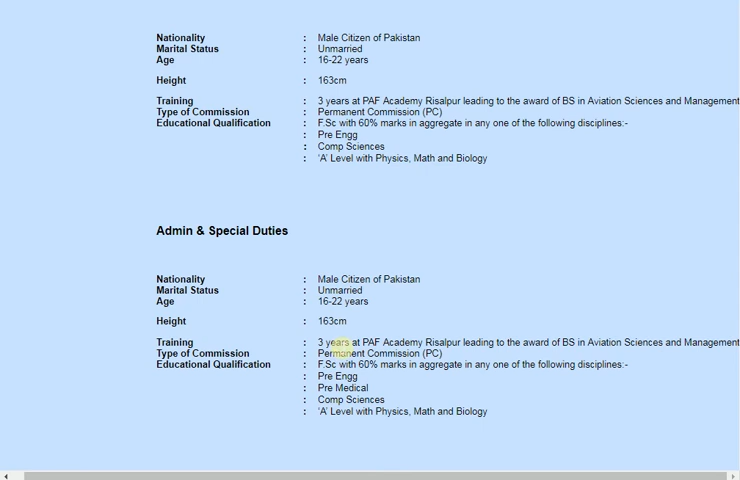 Nationality : Male Citizen of Pakistan
Marital Status : Unmarried
Age : 16-22 years
Height : 163cm
Training : 3 years at PAF Academy Risalpur leading to the award of BS in Aviation Sciences and Management
Type of Commission : Permanent Commission (PC)
Educational Qualification : F.Sc with 60% marks in aggregate in any one of the following disciplines:-
: Pre Engg
: Comp Sciences
: ‘A’ Level with Physics, Math and Biology
Admin & Special Duties
Nationality : Male Citizen of Pakistan
Marital Status : Unmarried
Age : 16-22 years
Height : 163cm
Training : 3 years at PAF Academy Risalpur leading to the award of BS in Aviation Sciences and Management
Type of Commission : Permanent Commission (PC)
Educational Qualification : F.Sc with 60% marks in aggregate in any one of the following disciplines:-
: Pre Engg
: Pre Medical
: Comp Sciences
: ‘A’ Level with Physics, Math and Biology